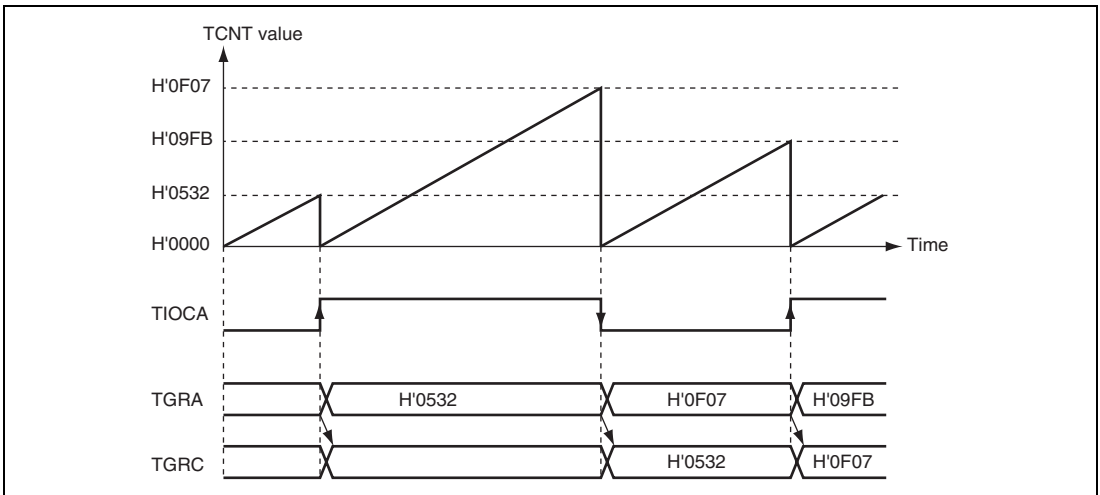 TCNT value
H'0F07
H'09FB
H'0532
H'0000
Time
TIOCA
TGRA H'0532 H'0F07 H'09FB
TGRC H'0532 H'0F07